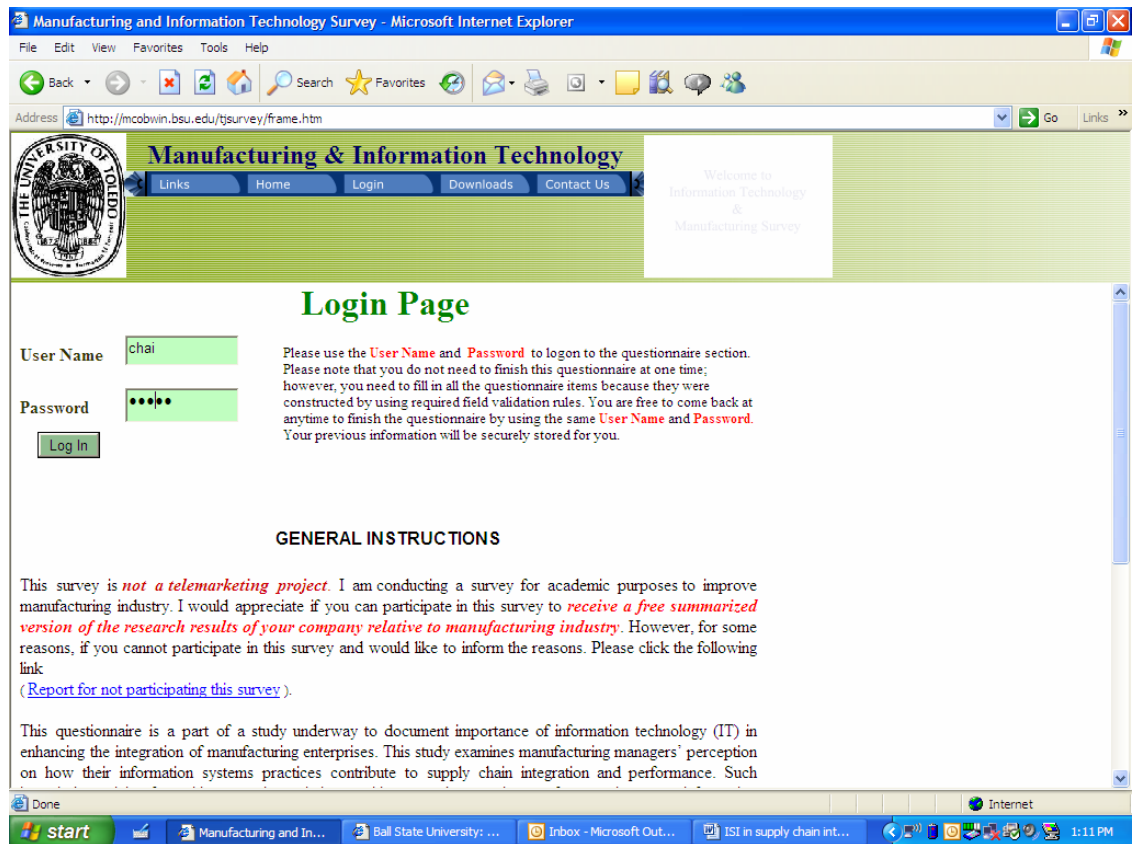 Manufacturing and Information Technology Survey - Microsoft Internet Explorer
File Edit View Favorites Tools Help
Back Search Favorites
Address http://mcobwin.bsu.edu/tjsurvey/frame.htm Go Links »
THE UNIVERSITY OF TOLEDO
1872 1884
1967
Manufacturing & Information Technology
Links Home Login Downloads Contact Us
Welcome to
Information Technology
&
Manufacturing Survey
Login Page
User Name chai
Password •••••
Log In
Please use the User Name and Password to logon to the questionnaire section.
Please note that you do not need to finish this questionnaire at one time;
however, you need to fill in all the questionnaire items because they were
constructed by using required field validation rules. You are free to come back at
anytime to finish the questionnaire by using the same User Name and Password.
Your previous information will be securely stored for you.
GENERAL INSTRUCTIONS
This survey is not a telemarketing project. I am conducting a survey for academic purposes to improve
manufacturing industry. I would appreciate if you can participate in this survey to receive a free summarized
version of the research results of your company relative to manufacturing industry. However, for some
reasons, if you cannot participate in this survey and would like to inform the reasons. Please click the following
link
( Report for not participating this survey ).
This questionnaire is a part of a study underway to document importance of information technology (IT) in
enhancing the integration of manufacturing enterprises. This study examines manufacturing managers' perception
on how their information systems practices contribute to supply chain integration and performance. Such
Done Internet
start Manufacturing and In... Ball State University: ... Inbox - Microsoft Out... ISI in supply chain int... 1:11 PM